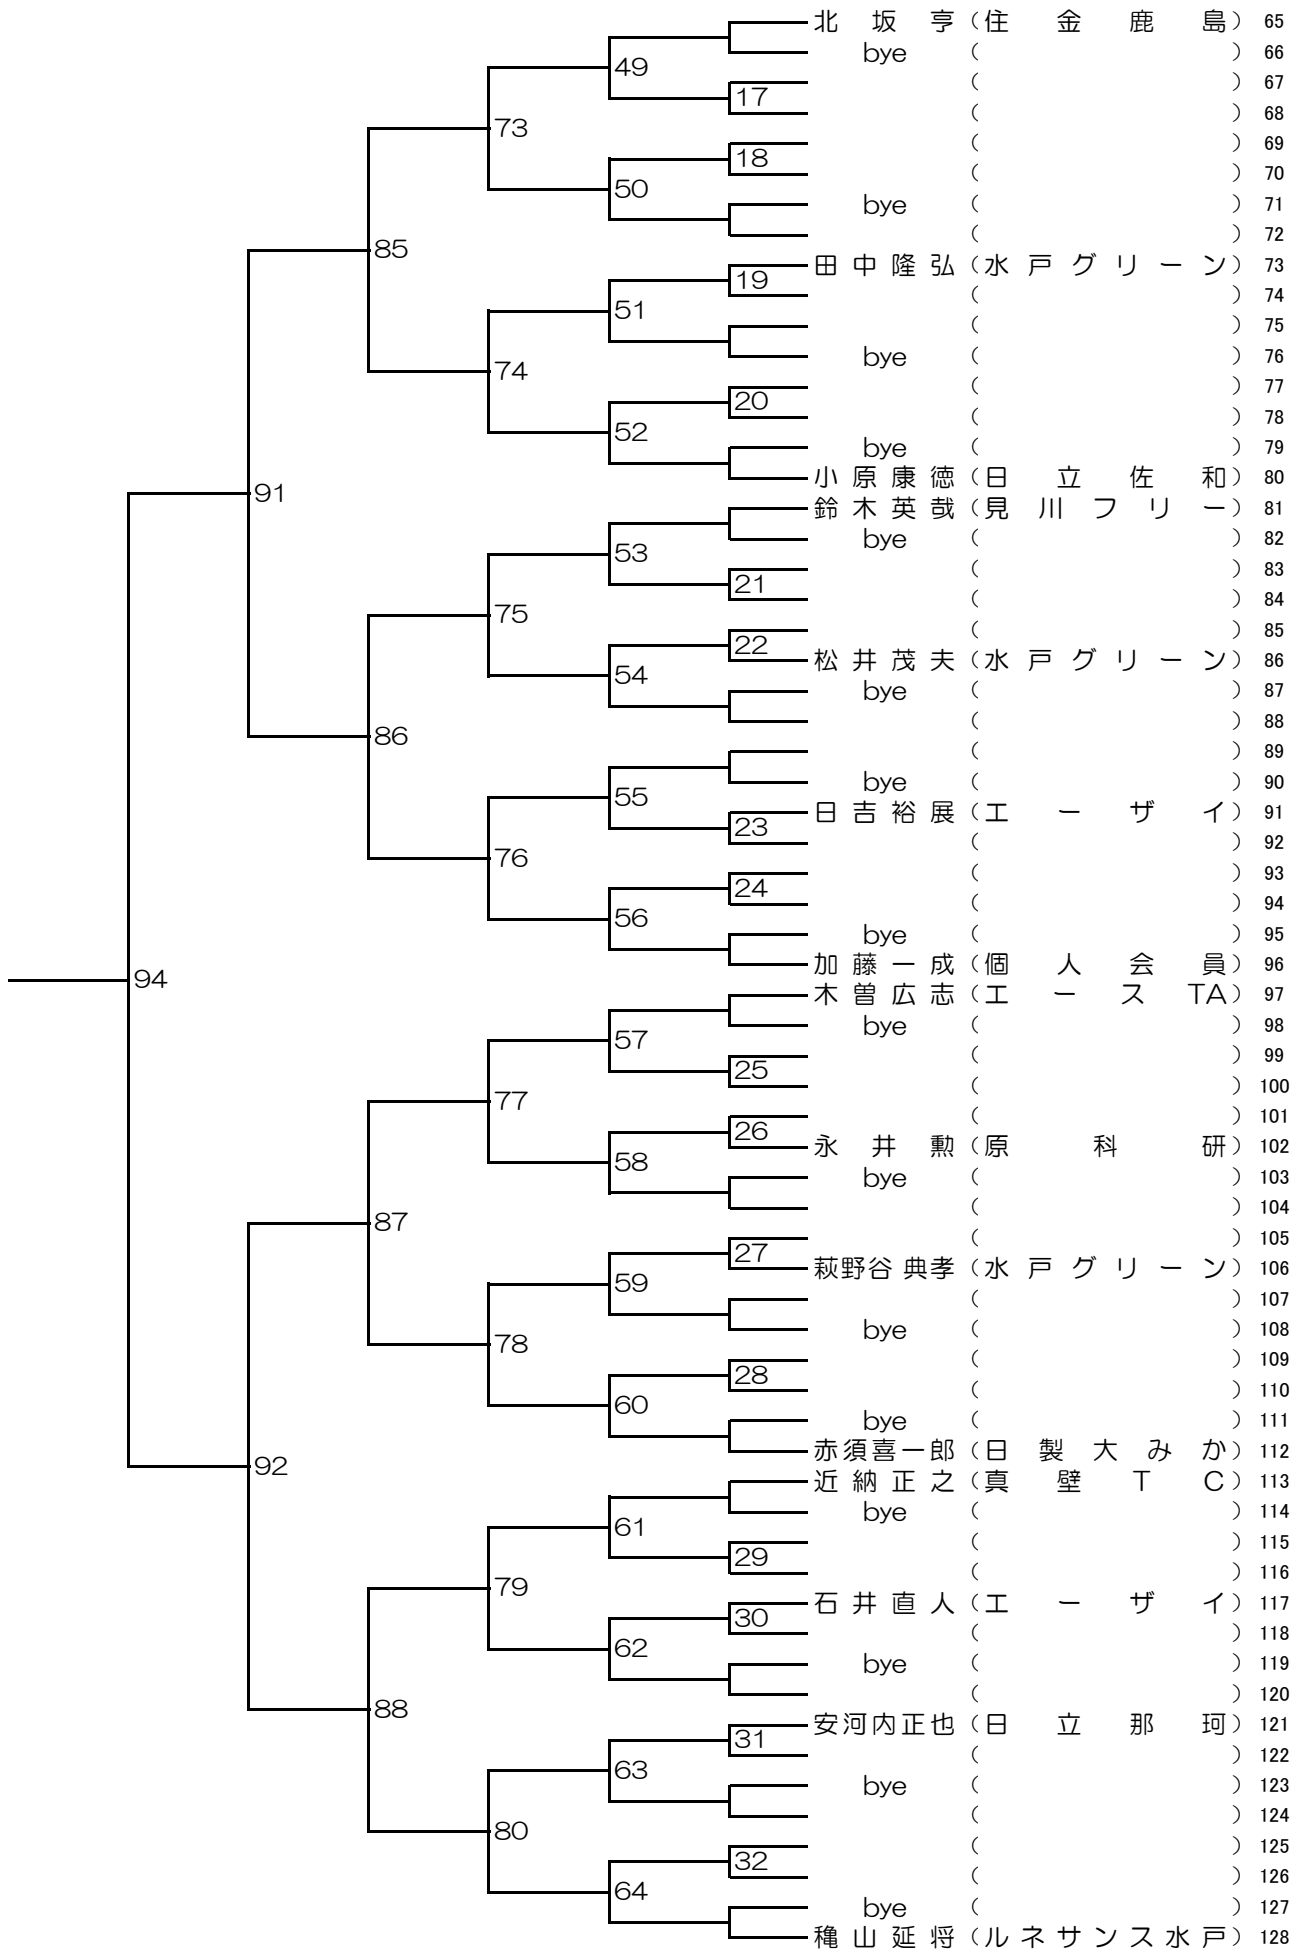 北坂亨（住金鹿島）65
bye（　）66
49
（　）67
17
（　）68
73
（　）69
18
（　）70
50
bye（　）71
（　）72
85
田中隆弘（水戸グリーン）73
19
（　）74
51
（　）75
bye（　）76
74
（　）77
20
（　）78
52
bye（　）79
小原康徳（日立佐和）80
91
鈴木英哉（見川フリー）81
bye（　）82
53
（　）83
21
（　）84
75
（　）85
22
松井茂夫（水戸グリーン）86
54
bye（　）87
（　）88
86
（　）89
bye（　）90
55
日吉裕展（エーザイ）91
23
（　）92
76
（　）93
24
（　）94
56
bye（　）95
加藤一成（個人会員）96
94
木曽広志（エースTA）97
bye（　）98
57
（　）99
25
（　）100
77
（　）101
26
永井勲（原科研）102
58
bye（　）103
（　）104
87
（　）105
27
萩野谷典孝（水戸グリーン）106
59
（　）107
bye（　）108
78
（　）109
28
（　）110
60
bye（　）111
赤須喜一郎（日製大みか）112
92
近納正之（真壁TC）113
bye（　）114
61
（　）115
29
（　）116
79
石井直人（エーザイ）117
30
（　）118
62
bye（　）119
（　）120
88
安河内正也（日立那珂）121
31
（　）122
63
bye（　）123
（　）124
80
（　）125
32
（　）126
64
bye（　）127
穐山延将（ルネサンス水戸）128